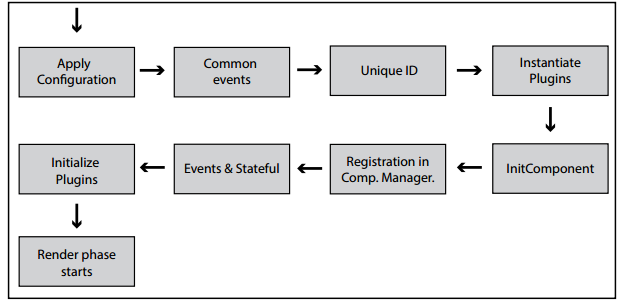 Apply
Configuration
Common
events
Unique ID
Instantiate
Plugins
Initialize
Plugins
Events & Stateful
Registration in
Comp. Manager.
InitComponent
Render phase
starts